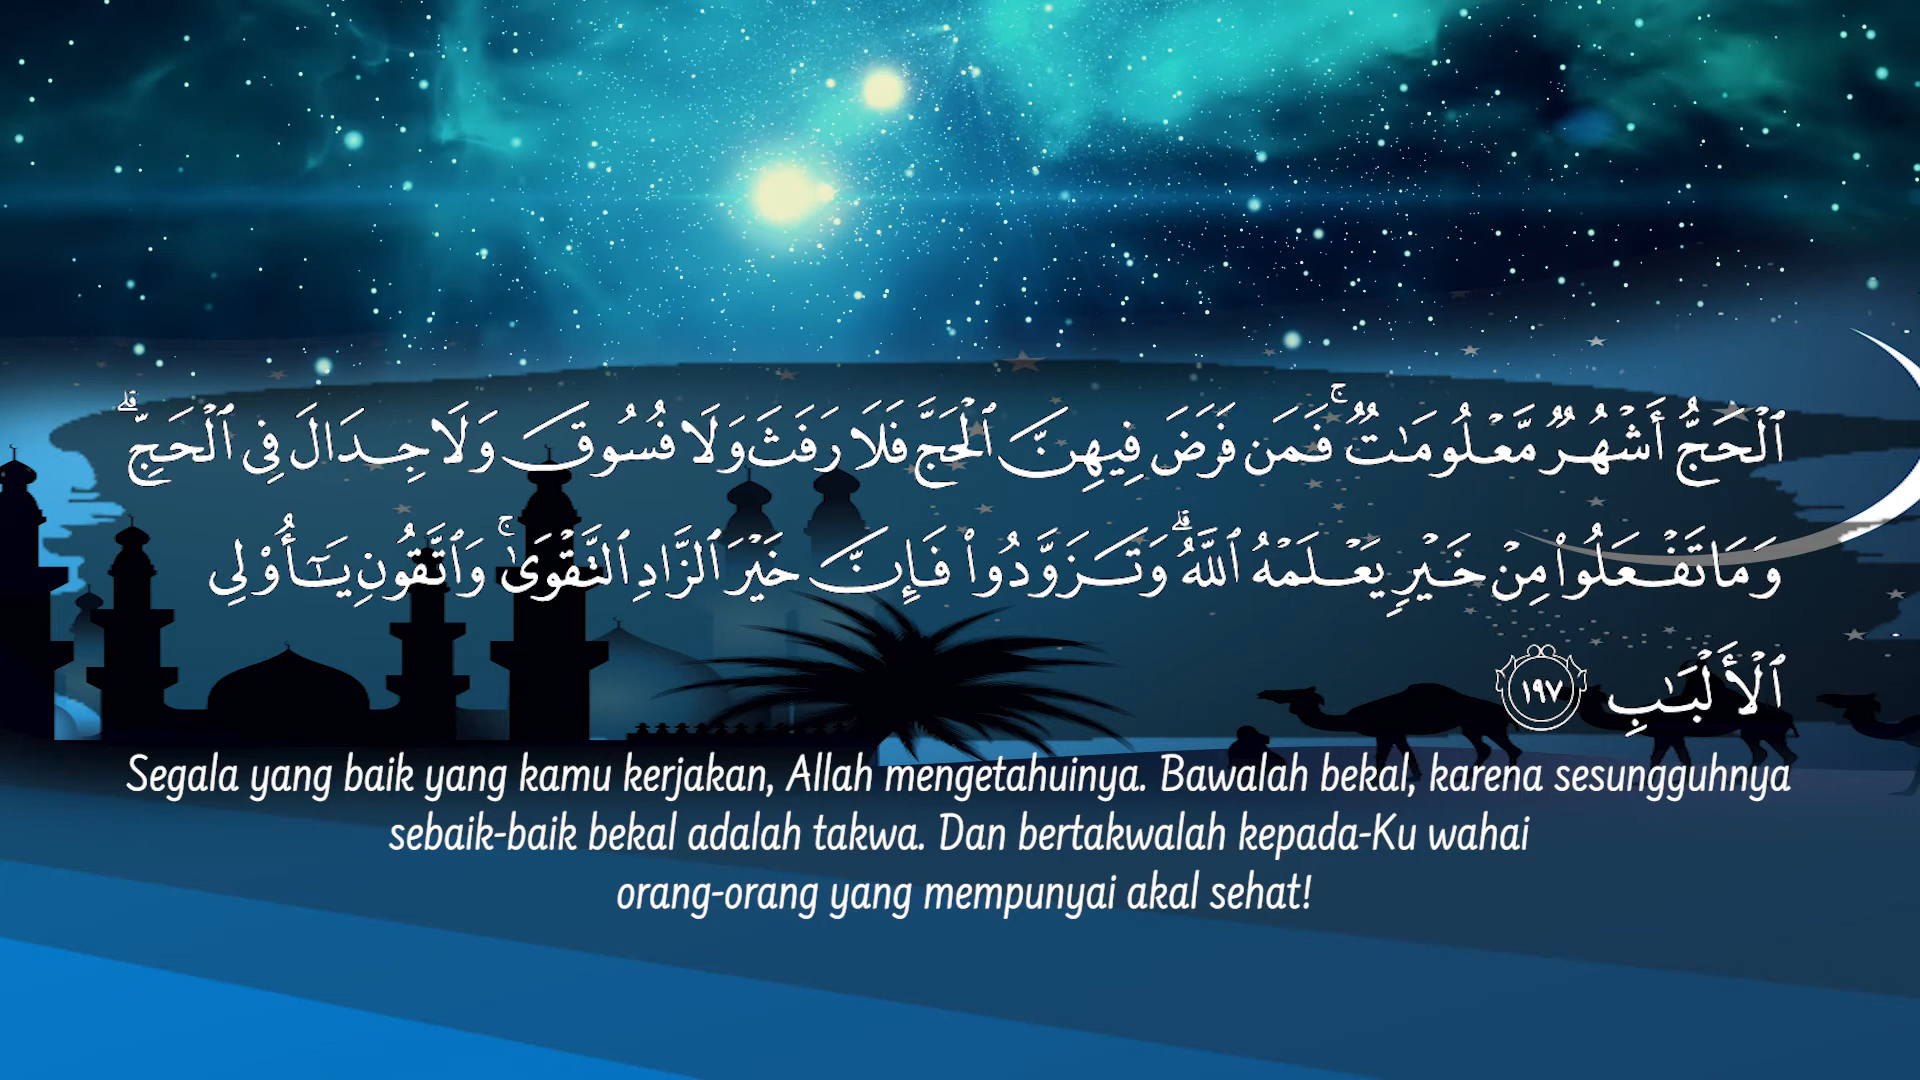 ٱلْحَجُّ أَشْهُرٌ مَّعْلُومَـٰتٌ ۚ فَمَن فَرَضَ فِيهِنَّ ٱلْحَجَّ فَلَا رَفَثَ وَلَا فُسُوقَ وَلَا جِدَالَ فِى ٱلْحَجِّ ۗ
وَمَا تَفْعَلُوا۟ مِنْ خَيْرٍ يَعْلَمْهُ ٱللَّهُ ۗ وَتَزَوَّدُوا۟ فَإِنَّ خَيْرَ ٱلزَّادِ ٱلتَّقْوَىٰ ۚ وَٱتَّقُونِ يَـٰٓأُو۟لِى
ٱلْأَلْبَـٰبِ ١٩٧
Segala yang baik yang kamu kerjakan, Allah mengetahuinya. Bawalah bekal, karena sesungguhnya
sebaik-baik bekal adalah takwa. Dan bertakwalah kepada-Ku wahai
orang-orang yang mempunyai akal sehat!